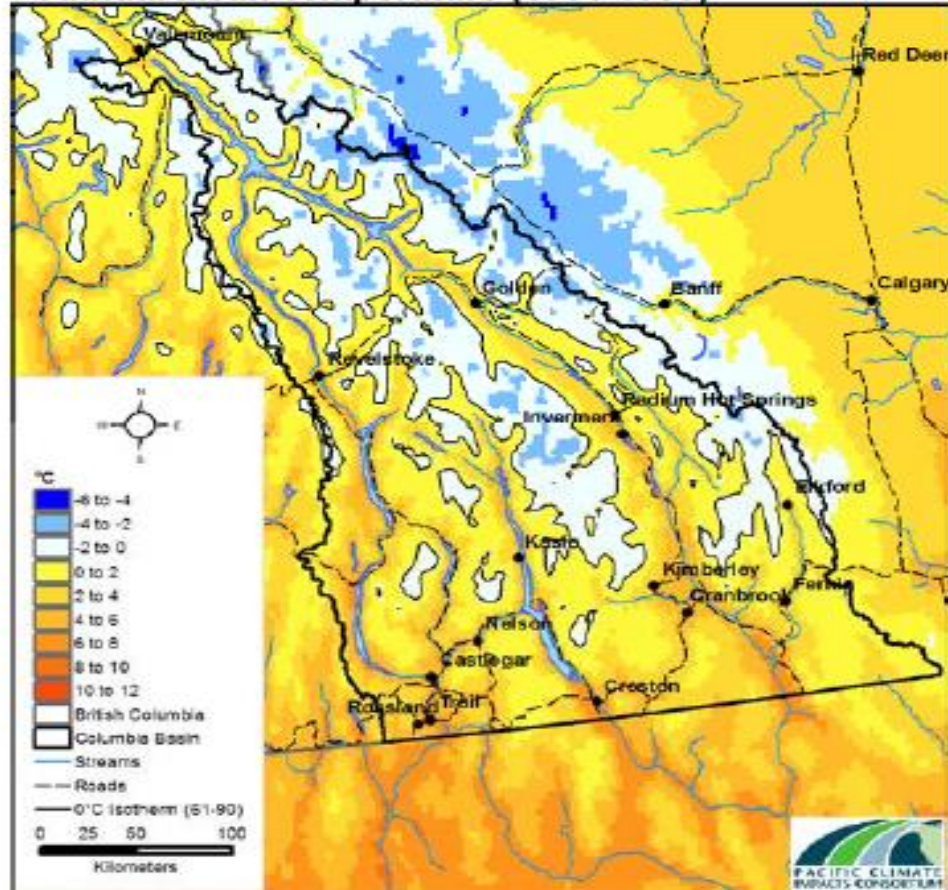 Valemount
Red Deer
Golden
Banff
Calgary
Revelstoke
Radium Hot Springs
Invermere
Elkford
Kaslo
Kimberley
Cranbrook
Fernie
Nelson
Castlegar
Creston
Rossland
Trail
N
W
E
S
°C
-6 to -4
-4 to -2
-2 to 0
0 to 2
2 to 4
4 to 6
6 to 8
8 to 10
10 to 12
British Columbia
Columbia Basin
Streams
Roads
0°C Isotherm (61-90)
0 25 50 100
Kilometers
PACIFIC CLIMATE
IMPACTS CONSORTIUM